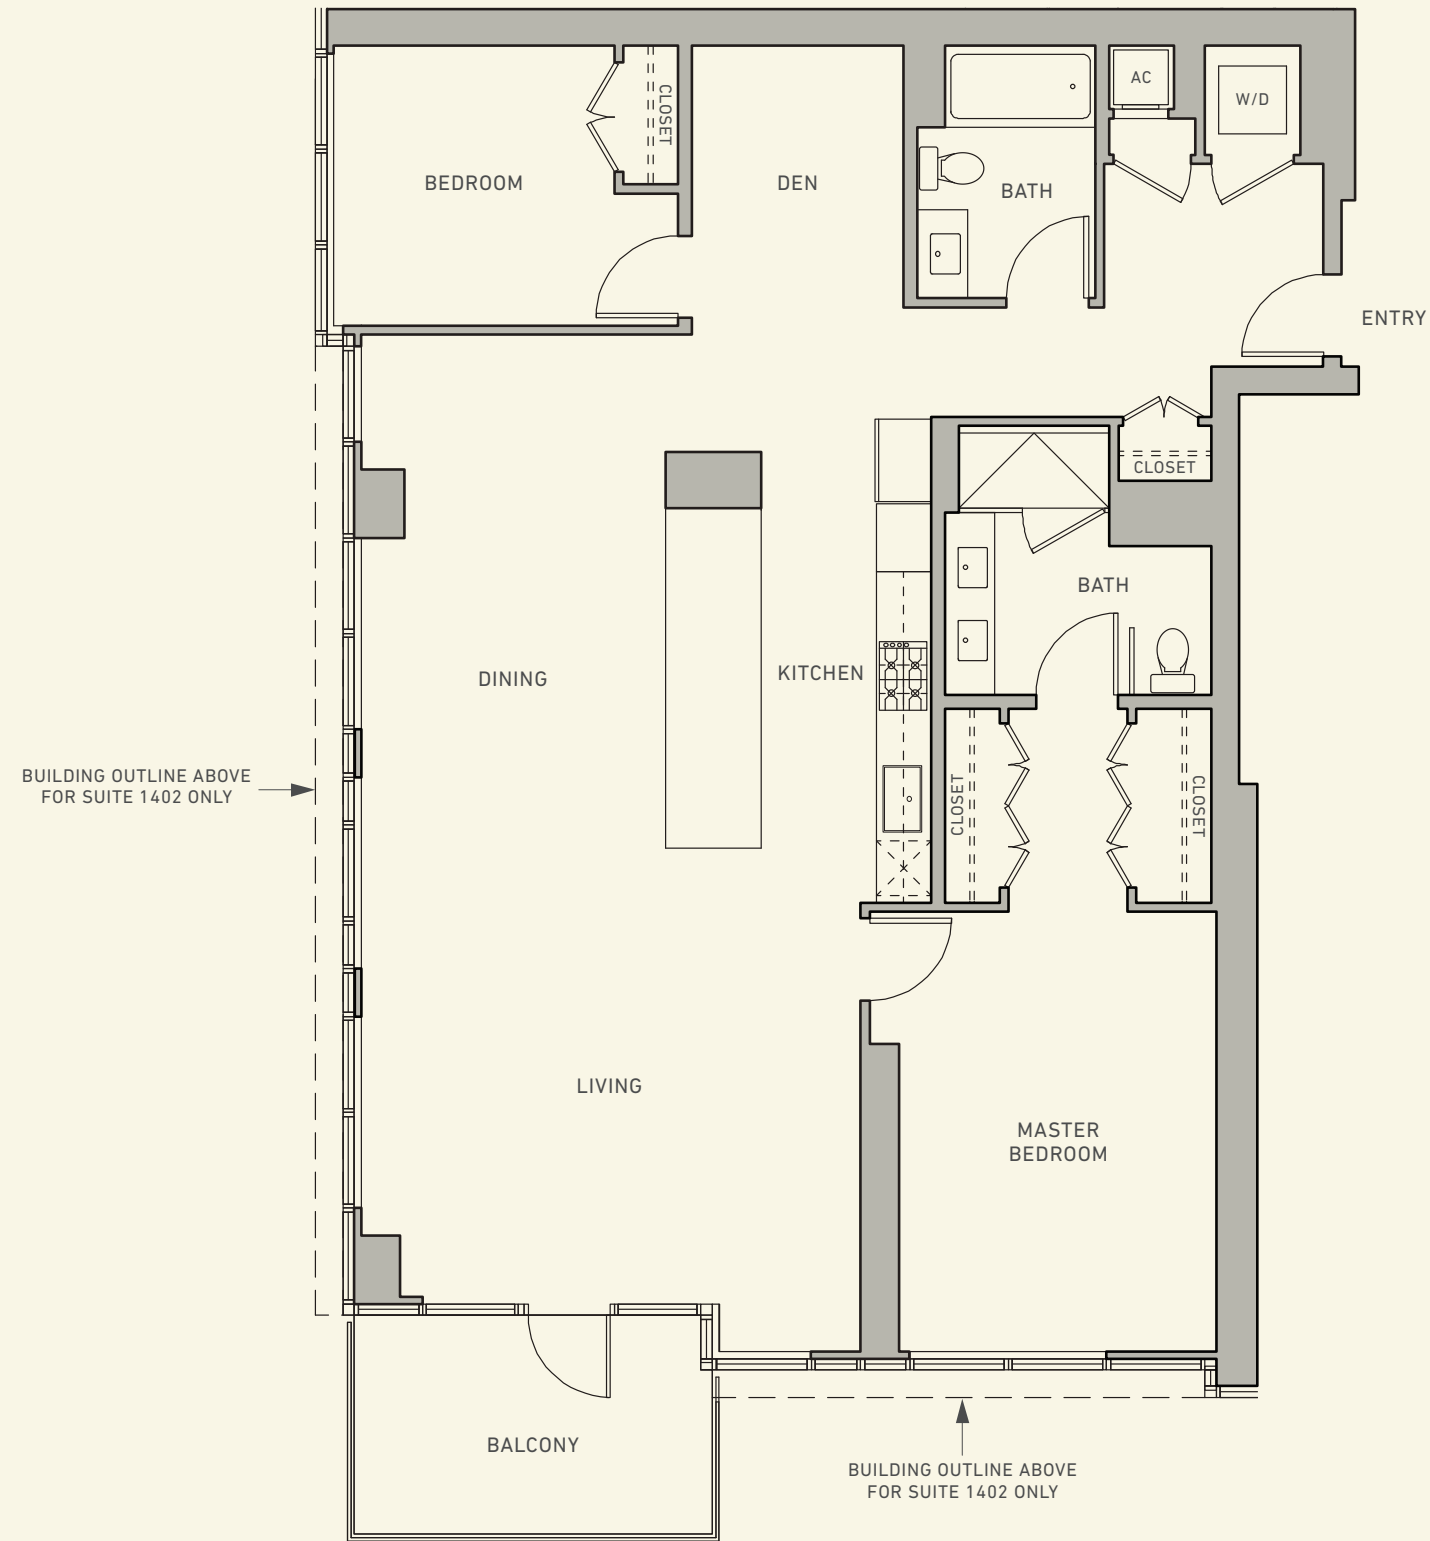 AC
W/D
CLOSET
BEDROOM
DEN
BATH
ENTRY
CLOSET
BATH
DINING
KITCHEN
BUILDING OUTLINE ABOVE
FOR SUITE 1402 ONLY
CLOSET
CLOSET
LIVING
MASTER
BEDROOM
BALCONY
BUILDING OUTLINE ABOVE
FOR SUITE 1402 ONLY